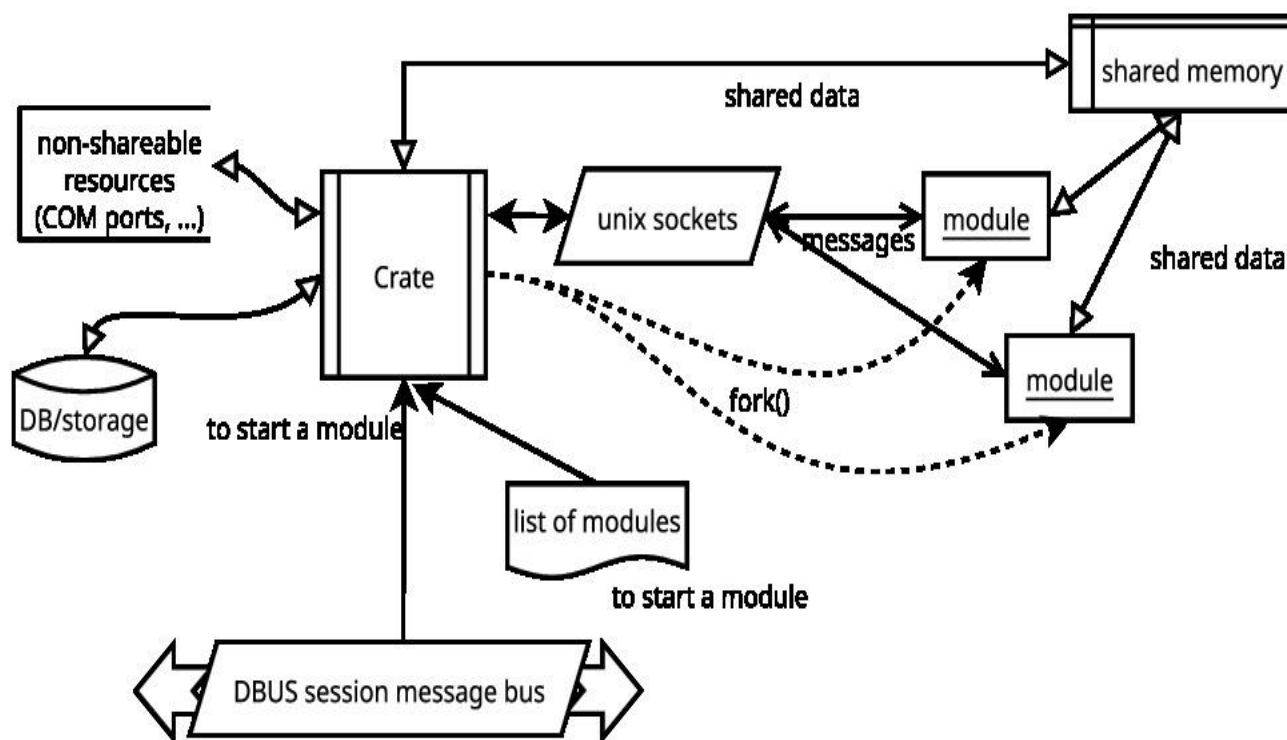 shared memory
shared data
non-shareable
resources
(COM ports, ...)
unix sockets
module
messages
shared data
Crate
module
fork()
DB/storage
to start a module
list of modules
to start a module
DBUS session message bus